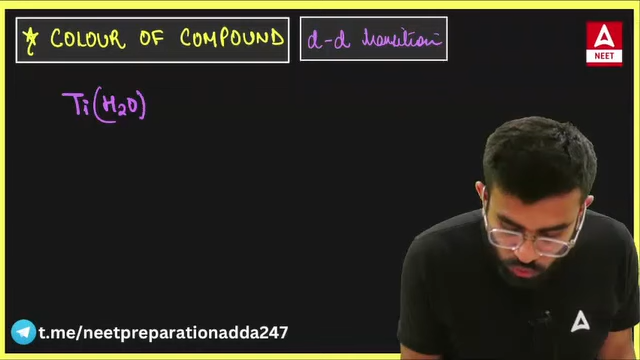 ☆ COLOUR OF COMPOUND
d-d transition
A
NEET
Ti(H₂O)
A
t.me/neetpreparationadda247